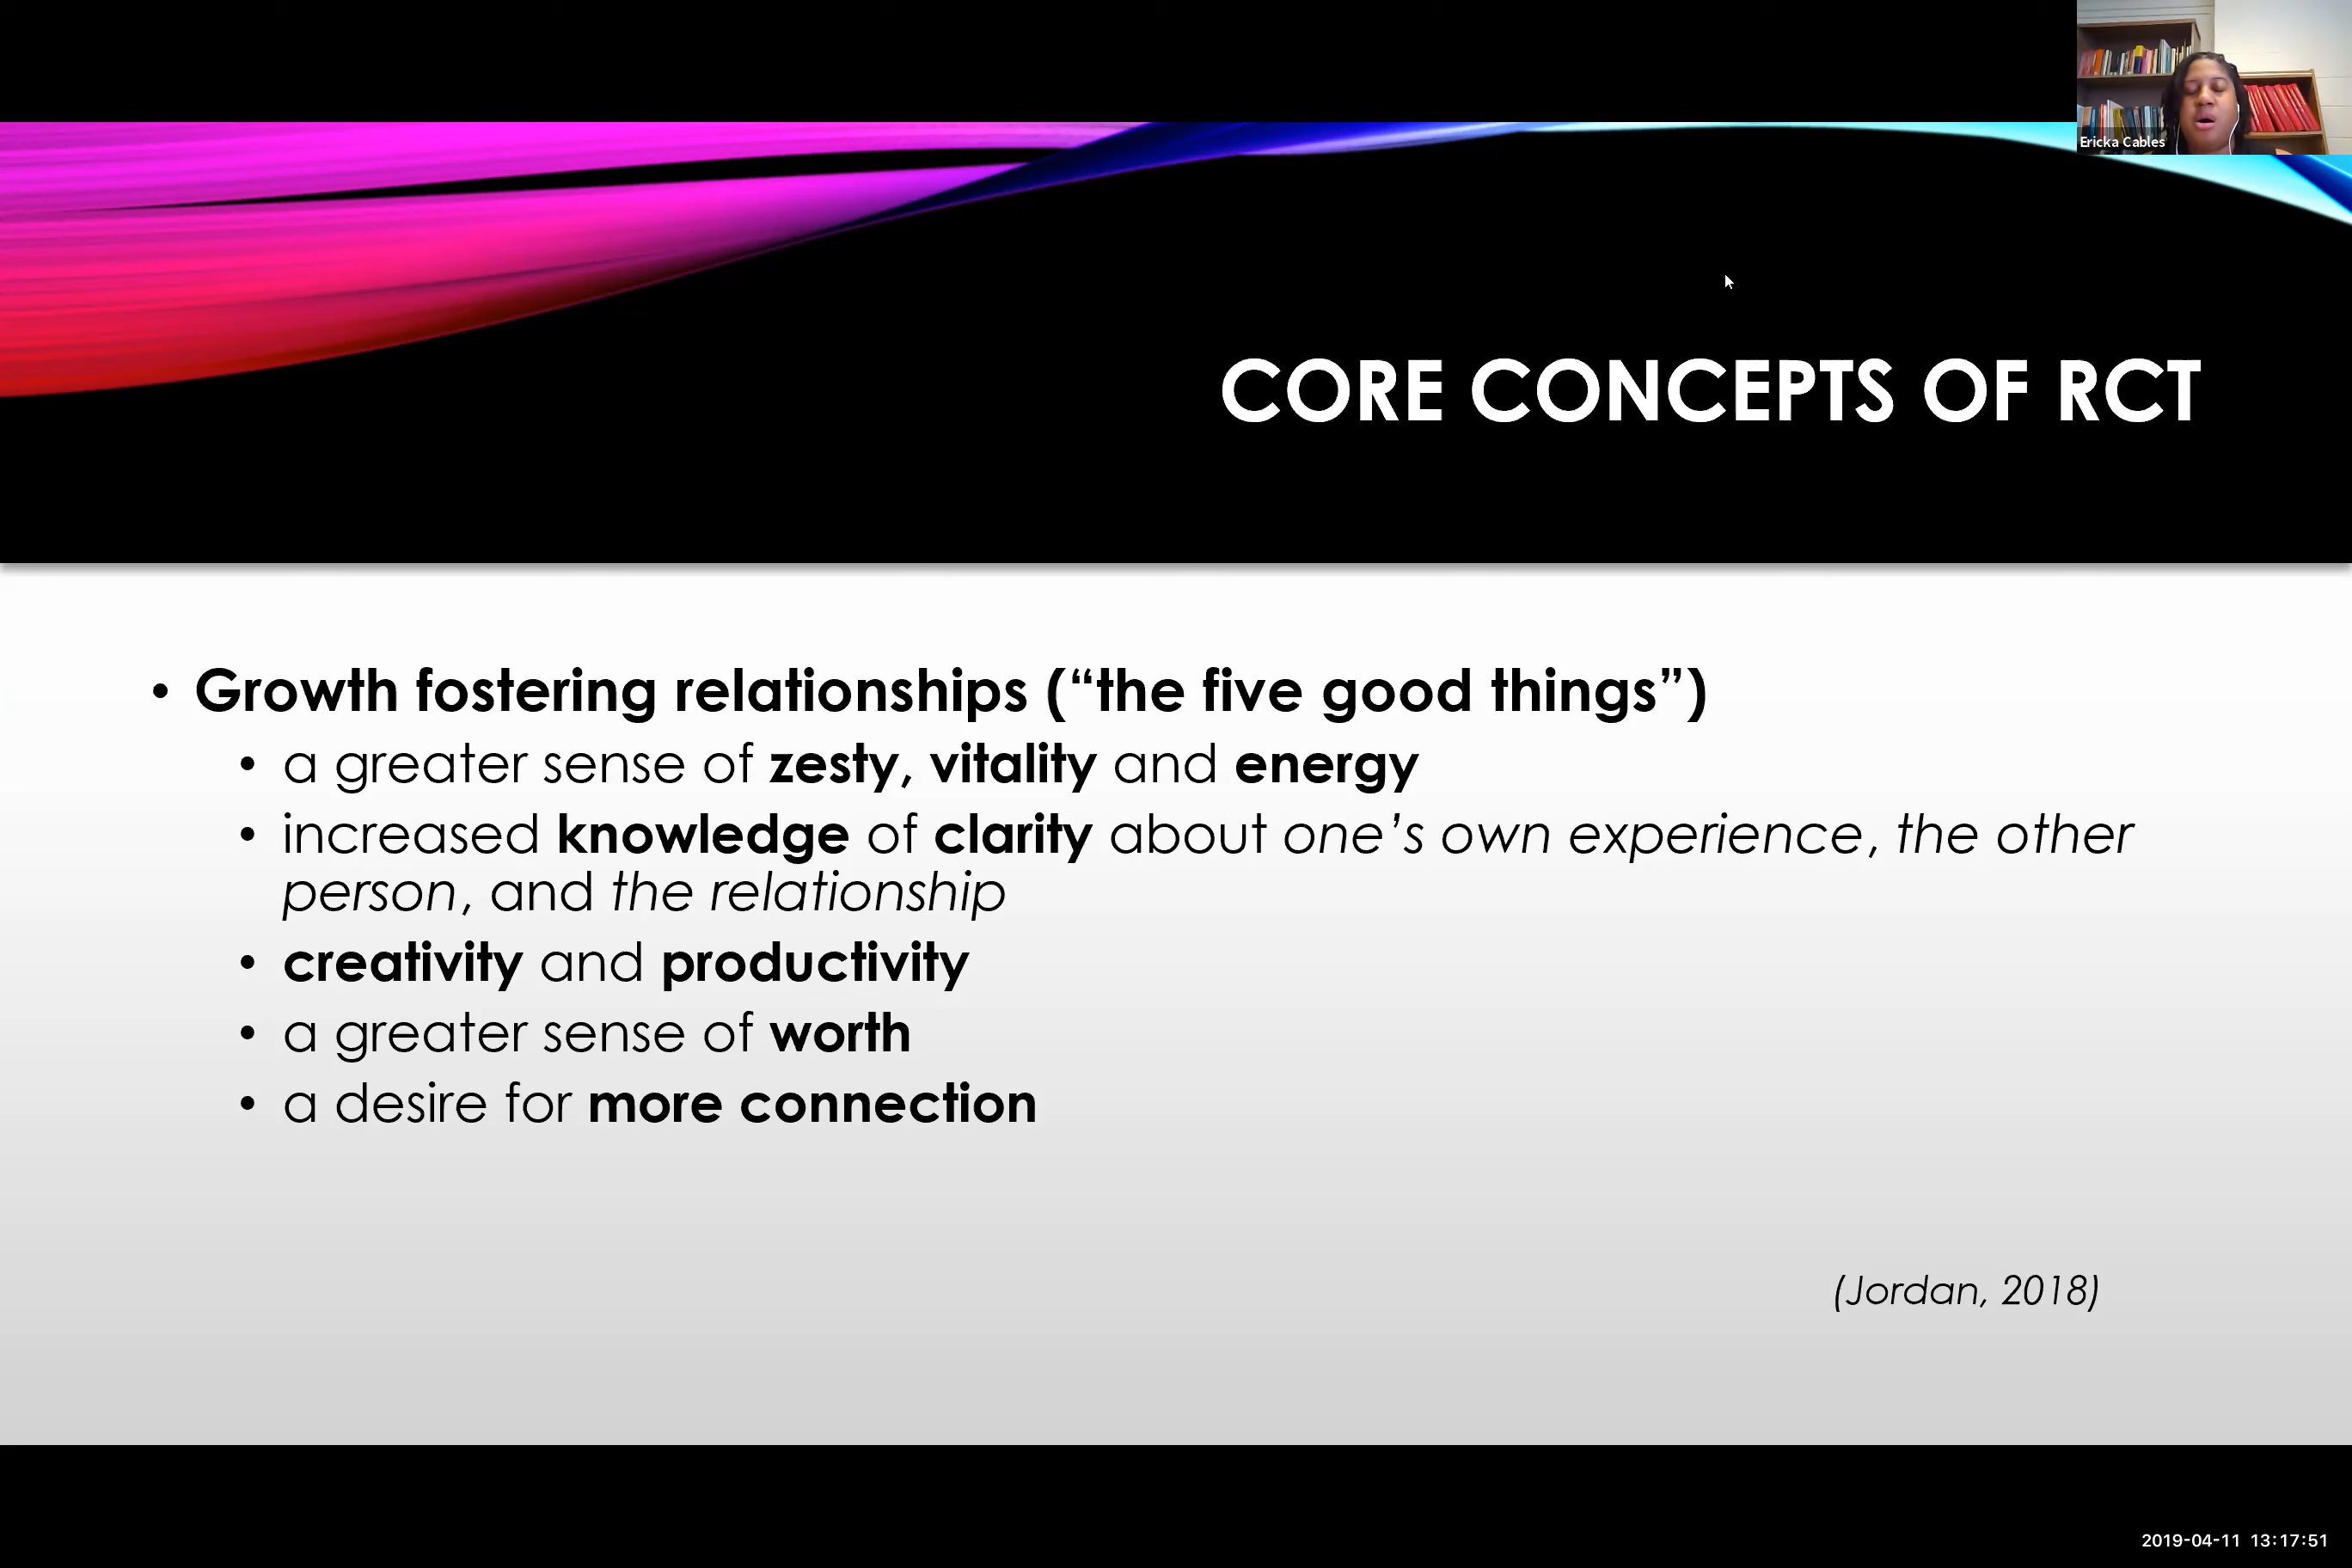 Ericka Cables
CORE CONCEPTS OF RCT
• Growth fostering relationships (“the five good things”)
• a greater sense of zesty, vitality and energy
• increased knowledge of clarity about one’s own experience, the other
person, and the relationship
• creativity and productivity
• a greater sense of worth
• a desire for more connection
(Jordan, 2018)
2019-04-11 13:17:51